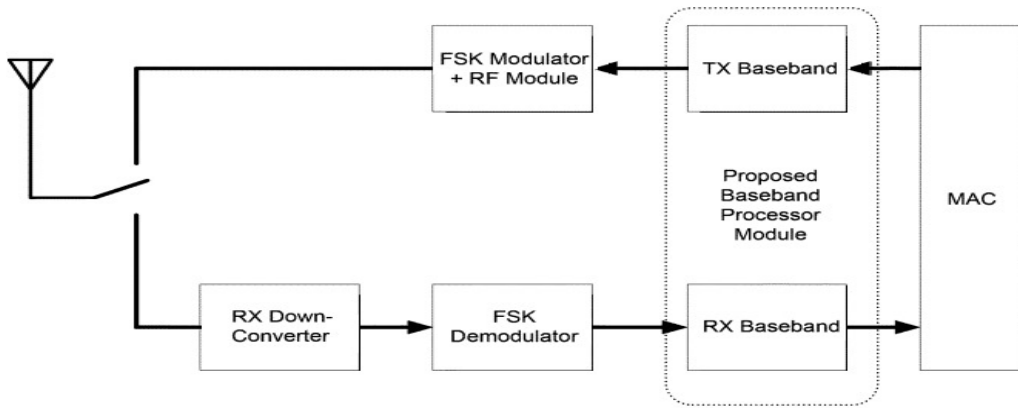 FSK Modulator
+ RF Module
TX Baseband
Proposed
Baseband
Processor
Module
MAC
RX Down-
Converter
FSK
Demodulator
RX Baseband